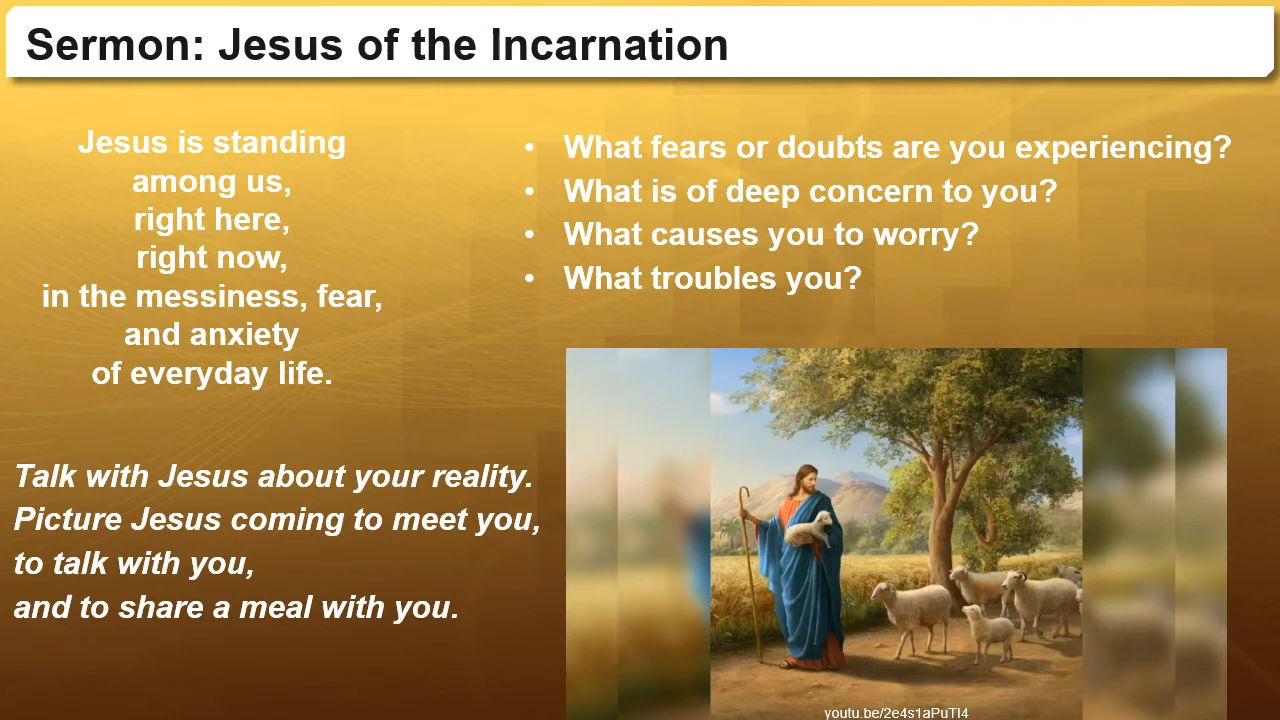 Sermon: Jesus of the Incarnation
Jesus is standing
among us,
right here,
right now,
in the messiness, fear,
and anxiety
of everyday life.
Talk with Jesus about your reality.
Picture Jesus coming to meet you,
to talk with you,
and to share a meal with you.
• What fears or doubts are you experiencing?
• What is of deep concern to you?
• What causes you to worry?
• What troubles you?
youtu.be/2e4s1aPuTI4